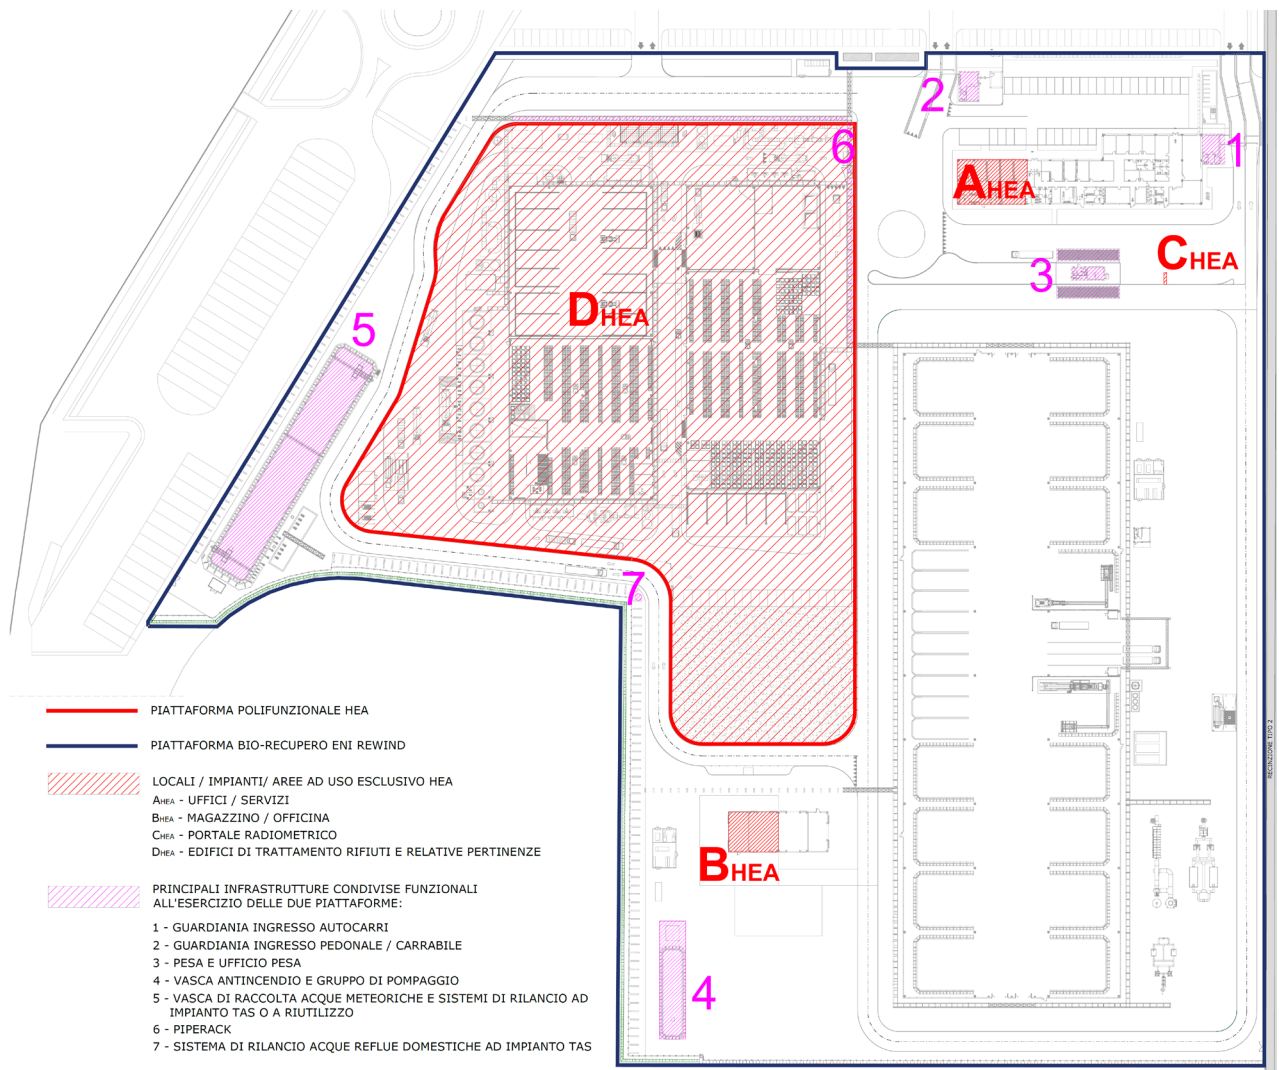 2
1
6
AHEA
CHEA
3
DHEA
5
7
RECINZIONE TIPO 2
BHEA
4
PIATTAFORMA POLIFUNZIONALE HEA
PIATTAFORMA BIO-RECUPERO ENI REWIND
LOCALI / IMPIANTI/ AREE AD USO ESCLUSIVO HEA
AHEA - UFFICI / SERVIZI
BHEA - MAGAZZINO / OFFICINA
CHEA - PORTALE RADIOMETRICO
DHEA - EDIFICI DI TRATTAMENTO RIFIUTI E RELATIVE PERTINENZE
PRINCIPALI INFRASTRUTTURE CONDIVISE FUNZIONALI
ALL'ESERCIZIO DELLE DUE PIATTAFORME:
1 - GUARDIANIA INGRESSO AUTOCARRI
2 - GUARDIANIA INGRESSO PEDONALE / CARRABILE
3 - PESA E UFFICIO PESA
4 - VASCA ANTINCENDIO E GRUPPO DI POMPAGGIO
5 - VASCA DI RACCOLTA ACQUE METEORICHE E SISTEMI DI RILANCIO AD
IMPIANTO TAS O A RIUTILIZZO
6 - PIPERACK
7 - SISTEMA DI RILANCIO ACQUE REFLUE DOMESTICHE AD IMPIANTO TAS